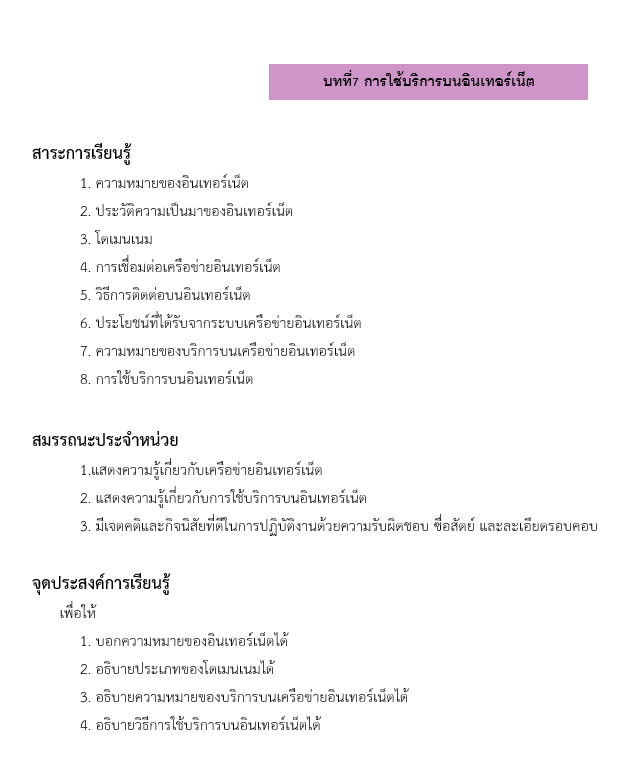 บทที่7 การใช้บริการบนอินเทอร์เน็ต
สาระการเรียนรู้
1. ความหมายของอินเทอร์เน็ต
2. ประวัติความเป็นมาของอินเทอร์เน็ต
3. โดเมนเนม
4. การเชื่อมต่อเครือข่ายอินเทอร์เน็ต
5. วิธีการติดต่อบนอินเทอร์เน็ต
6. ประโยชน์ที่ได้รับจากระบบเครือข่ายอินเทอร์เน็ต
7. ความหมายของบริการบนเครือข่ายอินเทอร์เน็ต
8. การใช้บริการบนอินเทอร์เน็ต
สมรรถนะประจำหน่วย
1.แสดงความรู้เกี่ยวกับเครือข่ายอินเทอร์เน็ต
2. แสดงความรู้เกี่ยวกับการใช้บริการบนอินเทอร์เน็ต
3. มีเจตคติและกิจนิสัยที่ดีในการปฏิบัติงานด้วยความรับผิดชอบ ซื่อสัตย์ และละเอียดรอบคอบ
จุดประสงค์การเรียนรู้
เพื่อให้
1. บอกความหมายของอินเทอร์เน็ตได้
2. อธิบายประเภทของโดเมนเนมได้
3. อธิบายความหมายของบริการบนเครือข่ายอินเทอร์เน็ตได้
4. อธิบายวิธีการใช้บริการบนอินเทอร์เน็ตได้